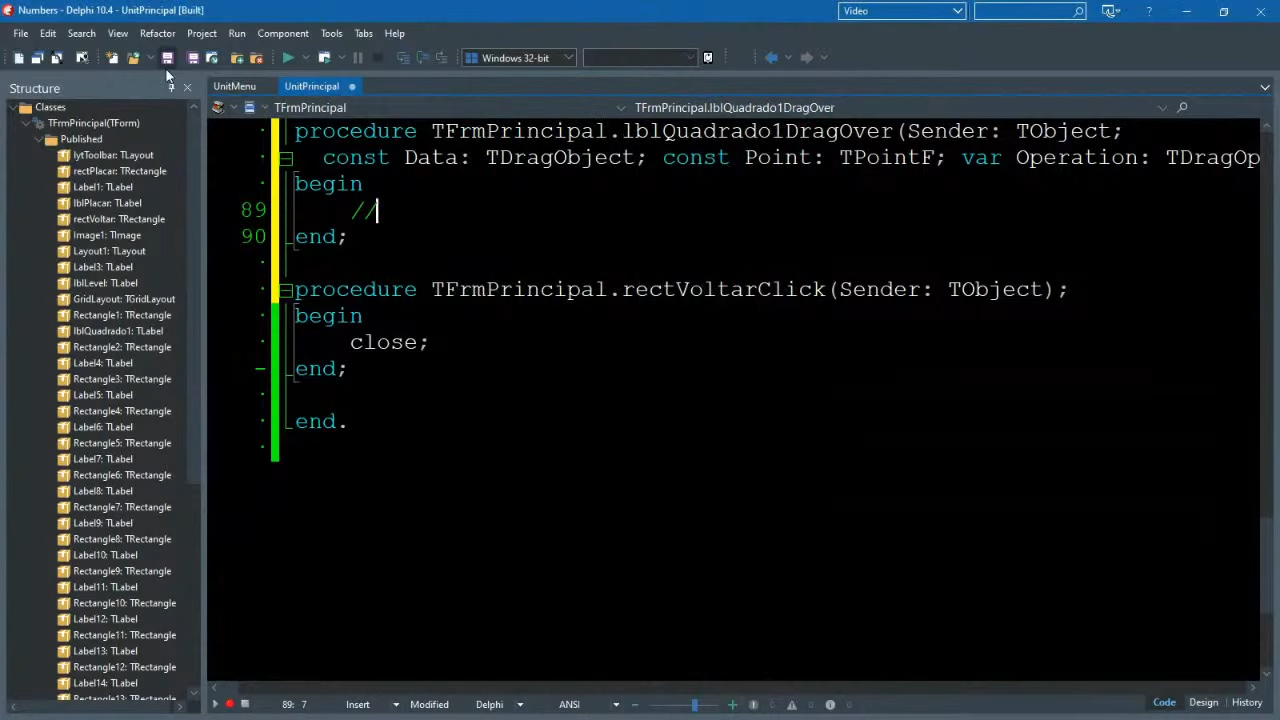 Numbers - Delphi 10.4 - UnitPrincipal [Built]
Video
?
File Edit Search View Refactor Project Run Component Tools Tabs Help
Windows 32-bit
Structure
UnitMenu
UnitPrincipal
TFrmPrincipal
TFrmPrincipal.lblQuadrado1DragOver
Classes
TFrmPrincipal(TForm)
Published
lytToolbar: TLayout
rectPlacar: TRectangle
Label1: TLabel
lblPlacar: TLabel
rectVoltar: TRectangle
Image1: TImage
Layout1: TLayout
Label3: TLabel
lblLevel: TLabel
GridLayout: TGridLayout
Rectangle1: TRectangle
lblQuadrado1: TLabel
Rectangle2: TRectangle
Label4: TLabel
Rectangle3: TRectangle
Label5: TLabel
Rectangle4: TRectangle
Label6: TLabel
Rectangle5: TRectangle
Label7: TLabel
Rectangle6: TRectangle
Label8: TLabel
Rectangle7: TRectangle
Label9: TLabel
Rectangle8: TRectangle
Label10: TLabel
Rectangle9: TRectangle
Label11: TLabel
Rectangle10: TRectangle
Label12: TLabel
Rectangle11: TRectangle
Label13: TLabel
Rectangle12: TRectangle
Label14: TLabel
Rectangle13: TRectangle
procedure TFrmPrincipal.lblQuadrado1DragOver(Sender: TObject;
const Data: TDragObject; const Point: TPointF; var Operation: TDragOp
begin
89 //
90 end;
procedure TFrmPrincipal.rectVoltarClick(Sender: TObject);
begin
close;
end;
end.
89: 7 Insert Modified Delphi ANSI 0 0 0 Code Design History